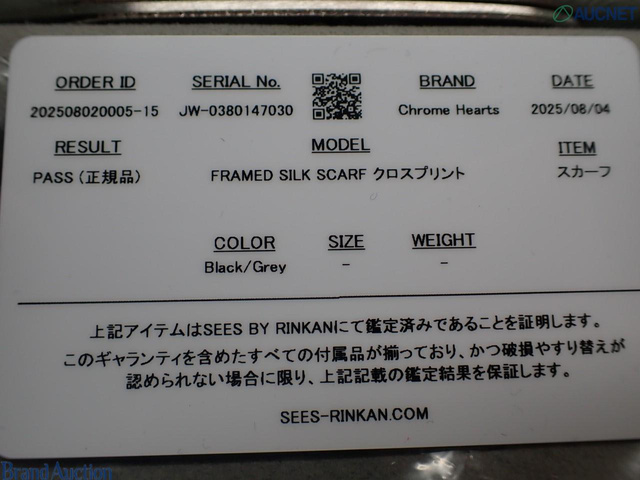 AUCNET
ORDER ID
202508020005-15
SERIAL No.
JW-0380147030
BRAND
Chrome Hearts
DATE
2025/08/04
RESULT
PASS（正規品）
MODEL
FRAMED SILK SCARF クロスプリント
ITEM
スカーフ
COLOR
Black/Grey
SIZE
-
WEIGHT
-
上記アイテムはSEES BY RINKANにて鑑定済みであることを証明します。
このギャランティを含めたすべての付属品が揃っており、かつ破損やすり替えが
認められない場合に限り、上記記載の鑑定結果を保証します。
SEES-RINKAN.COM
Brand Auction